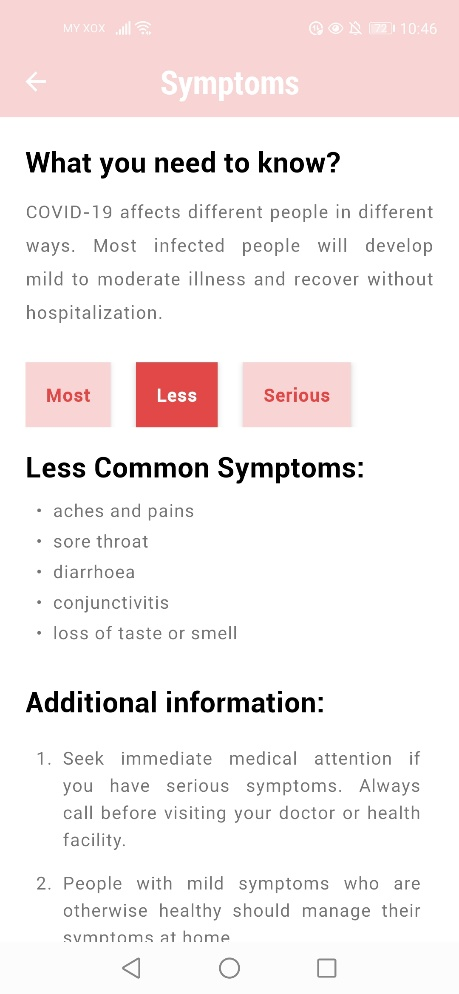 MY XOX 10:46
Symptoms
What you need to know?
COVID-19 affects different people in different
ways. Most infected people will develop
mild to moderate illness and recover without
hospitalization.
Most Less Serious
Less Common Symptoms:
• aches and pains
• sore throat
• diarrhoea
• conjunctivitis
• loss of taste or smell
Additional information:
1. Seek immediate medical attention if
you have serious symptoms. Always
call before visiting your doctor or health
facility.
2. People with mild symptoms who are
otherwise healthy should manage their
symptoms at home